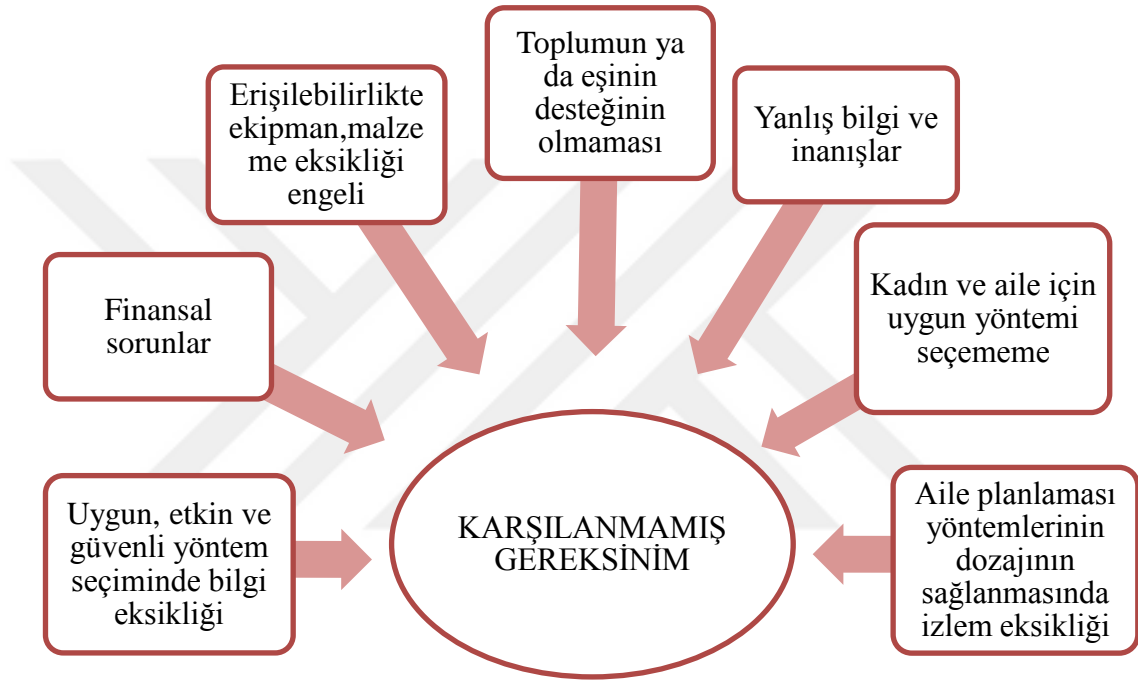 Toplumun ya
da eşinin
desteğinin
olmaması
Erişilebilirlikte
ekipman,malze
me eksikliği
engeli
Yanlış bilgi ve
inanışlar
Finansal
sorunlar
Kadın ve aile için
uygun yöntemi
seçememe
Uygun, etkin ve
güvenli yöntem
seçiminde bilgi
eksikliği
KARŞILANMAMIŞ
GEREKSİNİM
Aile planlaması
yöntemlerinin
dozajının
sağlanmasında
izlem eksikliği